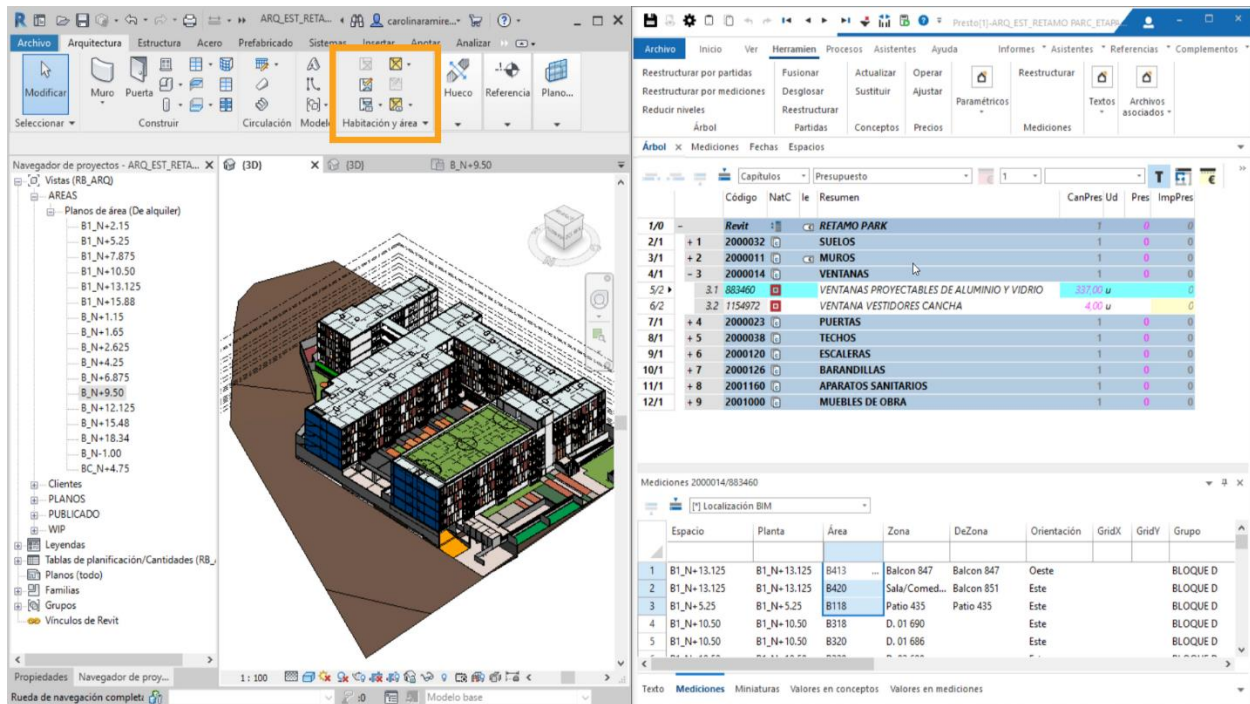 ARQ_EST_RETA...
carolinaramire...
Archivo Arquitectura Estructura Acero Prefabricado Sistemas Insertar Anotar Analizar
Modificar Muro Puerta Hueco Referencia Plano...
Seleccionar Construir Circulación Modelo Habitación y área
Navegador de proyectos - ARQ_EST_RETA... X {3D} X {3D} B_N+9.50
Vistas (RB_ARQ)
AREAS
Planos de área (De alquiler)
B1_N+2.15
B1_N+5.25
B1_N+7.875
B1_N+10.50
B1_N+13.125
B1_N+15.88
B_N+1.15
B_N+1.65
B_N+2.625
B_N+4.25
B_N+6.875
B_N+9.50
B_N+12.125
B_N+15.48
B_N+18.34
B_N-1.00
BC_N+4.75
Clientes
PLANOS
PUBLICADO
WIP
Leyendas
Tablas de planificación/Cantidades (RB_
Planos (todo)
Familias
Grupos
Vínculos de Revit
Propiedades Navegador de proy... 1 : 100
Rueda de navegación complet :0 Modelo base
Presto[1]-ARQ_EST_RETAMO PARC_ETAPA
Archivo Inicio Ver Herramien Procesos Asistentes Ayuda Informes Asistentes Referencias Complementos
Reestructurar por partidas Fusionar Actualizar Operar Reestructurar
Reestructurar por mediciones Desglosar Sustituir Ajustar Paramétricos Textos Archivos asociados
Reducir niveles Reestructurar
Árbol Partidas Conceptos Precios Mediciones
Árbol × Mediciones Fechas Espacios
Capítulos Presupuesto 1 T €
Código NatC Ie Resumen CanPres Ud Pres ImpPres
1/0 − Revit RETAMO PARK 1 0 0
2/1 + 1 2000032 SUELOS 1 0 0
3/1 + 2 2000011 MUROS 1 0 0
4/1 − 3 2000014 VENTANAS 1 0 0
5/2 3.1 883460 VENTANAS PROYECTABLES DE ALUMINIO Y VIDRIO 337,00 u 0
6/2 3.2 1154972 VENTANA VESTIDORES CANCHA 4,00 u 0
7/1 + 4 2000023 PUERTAS 1 0 0
8/1 + 5 2000038 TECHOS 1 0 0
9/1 + 6 2000120 ESCALERAS 1 0 0
10/1 + 7 2000126 BARANDILLAS 1 0 0
11/1 + 8 2001160 APARATOS SANITARIOS 1 0 0
12/1 + 9 2001000 MUEBLES DE OBRA 1 0 0
Mediciones 2000014/883460
[*] Localización BIM
Espacio Planta Área Zona DeZona Orientación GridX GridY Grupo
1 B1_N+13.125 B1_N+13.125 B413 ... Balcon 847 Balcon 847 Oeste BLOQUE D
2 B1_N+13.125 B1_N+13.125 B420 Sala/Comed... Balcon 851 Este BLOQUE D
3 B1_N+5.25 B1_N+5.25 B118 Patio 435 Patio 435 Este BLOQUE D
4 B1_N+10.50 B1_N+10.50 B318 D. 01 690 Este BLOQUE D
5 B1_N+10.50 B1_N+10.50 B320 D. 01 686 Este BLOQUE D
Texto Mediciones Miniaturas Valores en conceptos Valores en mediciones